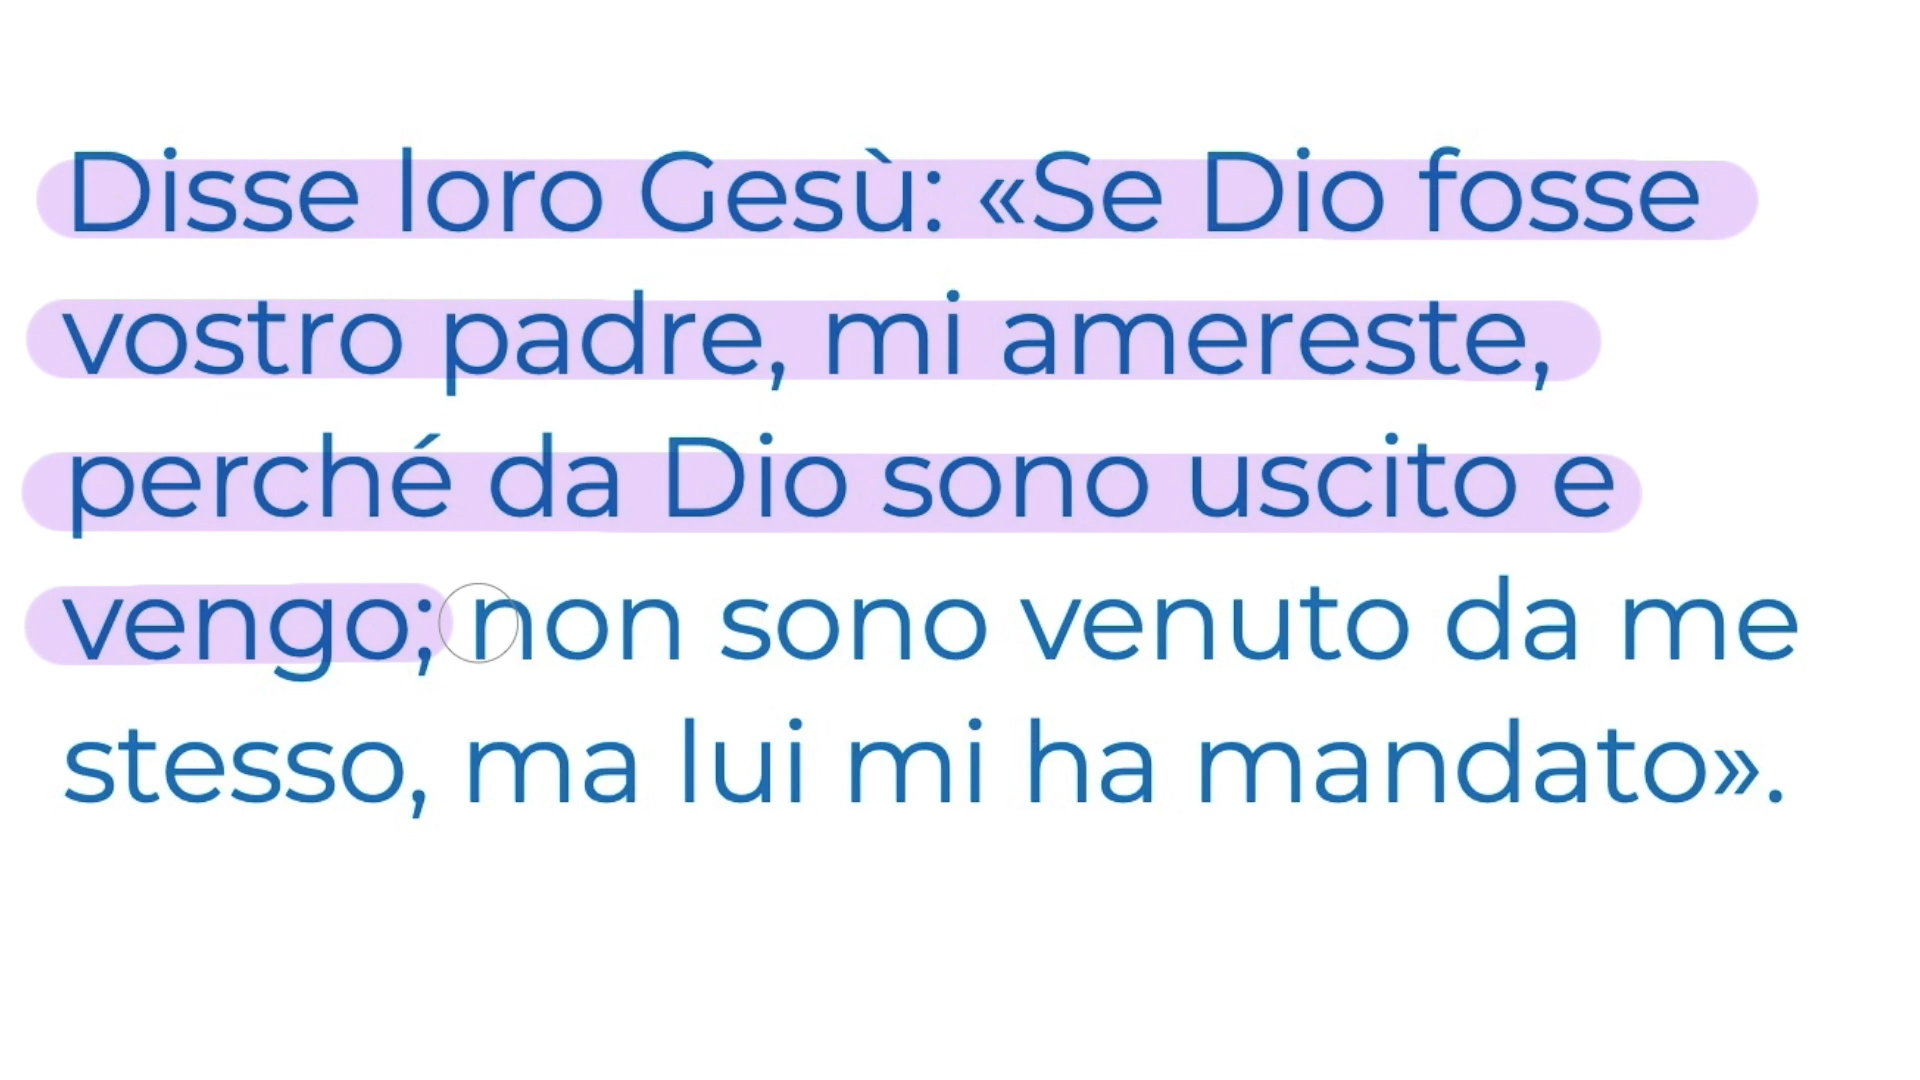 Disse loro Gesù: «Se Dio fosse
vostro padre, mi amereste,
perché da Dio sono uscito e
vengo; non sono venuto da me
stesso, ma lui mi ha mandato».